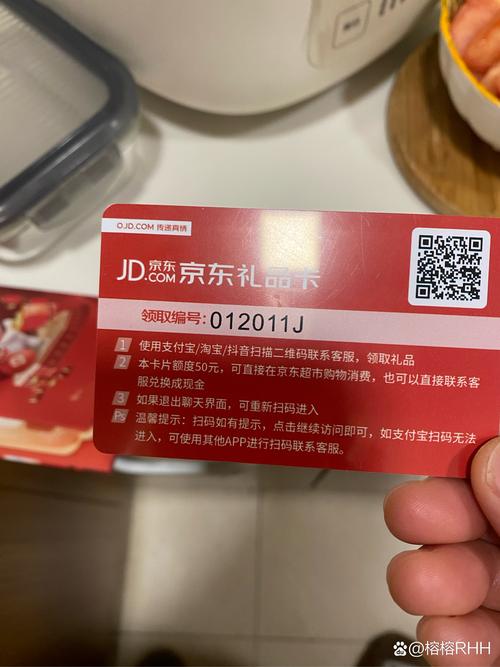 O.JD.COM 传递真情
JD.京东.COM 京东礼品卡
领取编号: 012011J
1 使用支付宝/淘宝/抖音扫描二维码联系客服，领取礼品
2 本卡片额度50元，可直接在京东超市购物消费，也可以直接联系客
服兑换成现金
3 如果退出聊天界面，可重新扫码进入
Ps 温馨提示：扫码如有提示，点击继续访问即可，如支付宝扫码无法
进入，可使用其他APP进行扫码联系客服。
@榕榕RHH